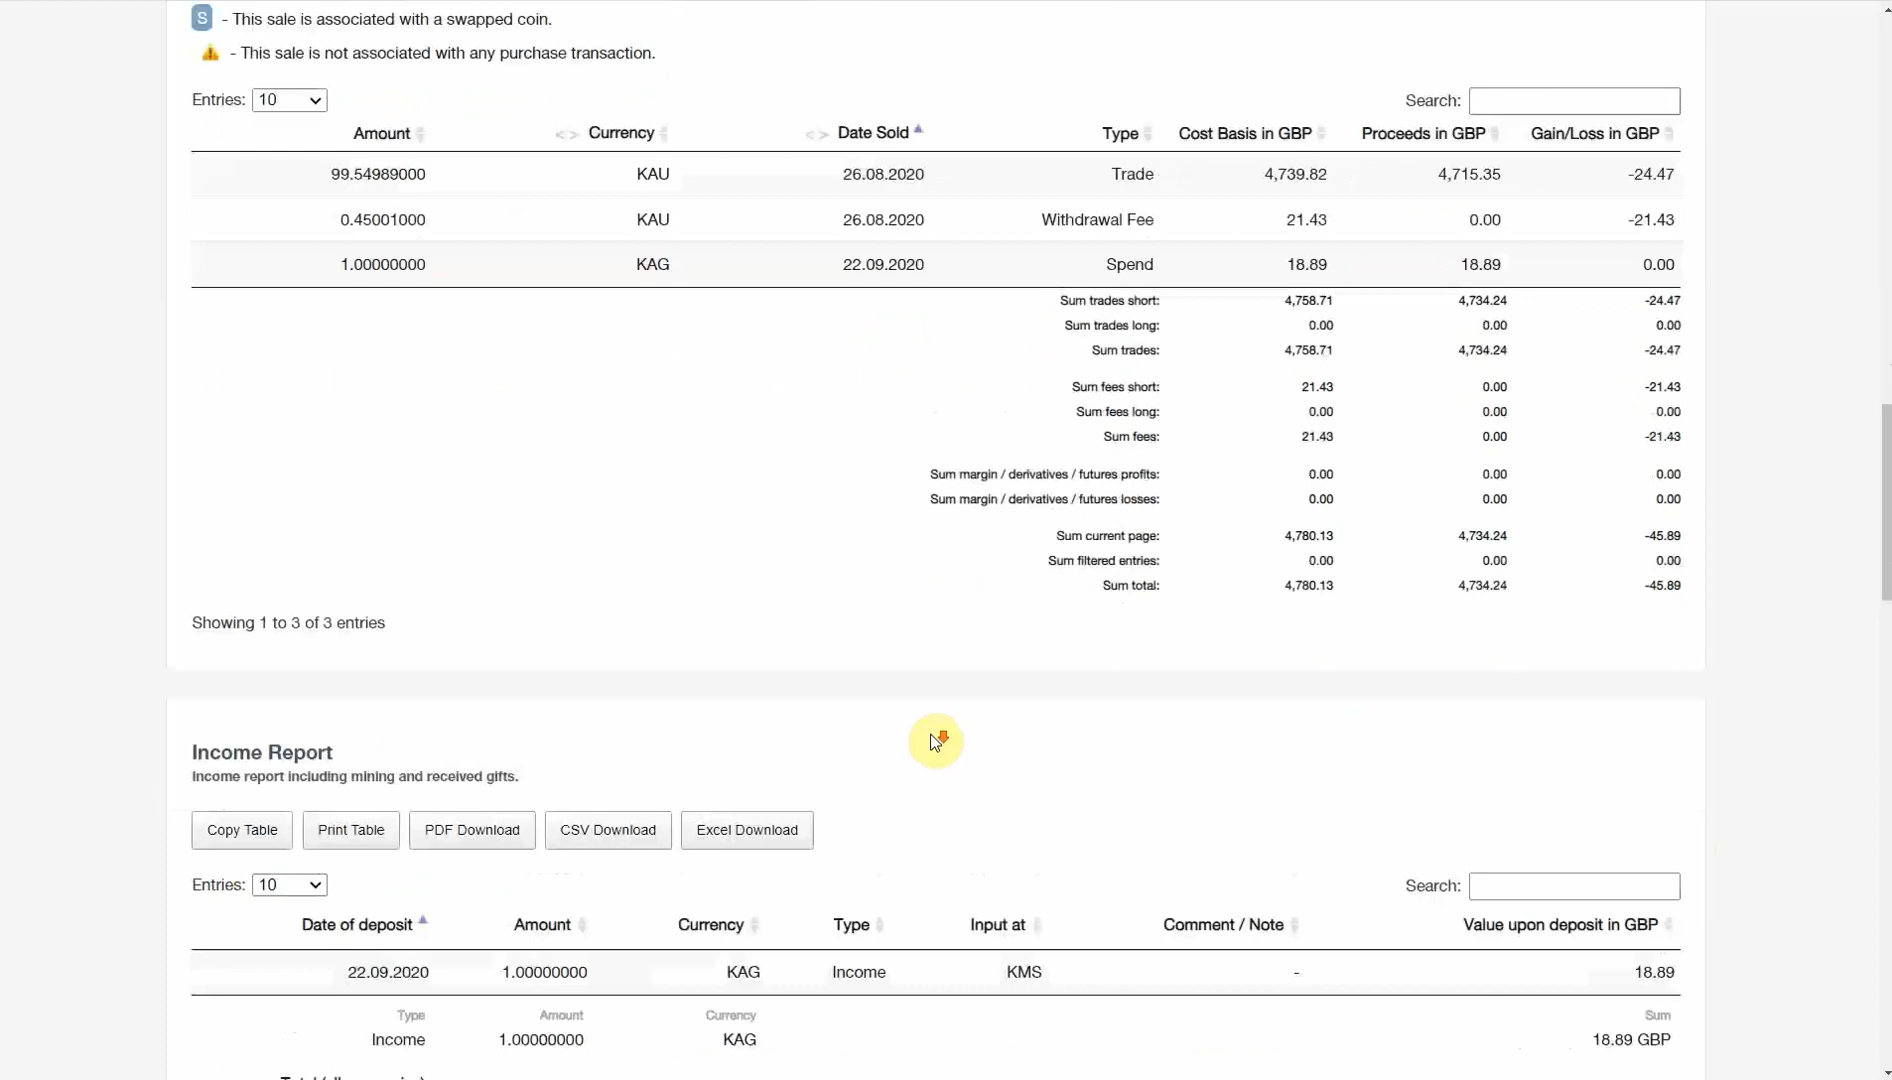 S - This sale is associated with a swapped coin.
- This sale is not associated with any purchase transaction.
Entries: 10 Search:
Amount <> Currency <> Date Sold Type Cost Basis in GBP Proceeds in GBP Gain/Loss in GBP
99.54989000 KAU 26.08.2020 Trade 4,739.82 4,715.35 -24.47
0.45001000 KAU 26.08.2020 Withdrawal Fee 21.43 0.00 -21.43
1.00000000 KAG 22.09.2020 Spend 18.89 18.89 0.00
Sum trades short: 4,758.71 4,734.24 -24.47
Sum trades long: 0.00 0.00 0.00
Sum trades: 4,758.71 4,734.24 -24.47
Sum fees short: 21.43 0.00 -21.43
Sum fees long: 0.00 0.00 0.00
Sum fees: 21.43 0.00 -21.43
Sum margin / derivatives / futures profits: 0.00 0.00 0.00
Sum margin / derivatives / futures losses: 0.00 0.00 0.00
Sum current page: 4,780.13 4,734.24 -45.89
Sum filtered entries: 0.00 0.00 0.00
Sum total: 4,780.13 4,734.24 -45.89
Showing 1 to 3 of 3 entries
Income Report
Income report including mining and received gifts.
Copy Table Print Table PDF Download CSV Download Excel Download
Entries: 10 Search:
Date of deposit Amount Currency Type Input at Comment / Note Value upon deposit in GBP
22.09.2020 1.00000000 KAG Income KMS - 18.89
Type Amount Currency Sum
Income 1.00000000 KAG 18.89 GBP